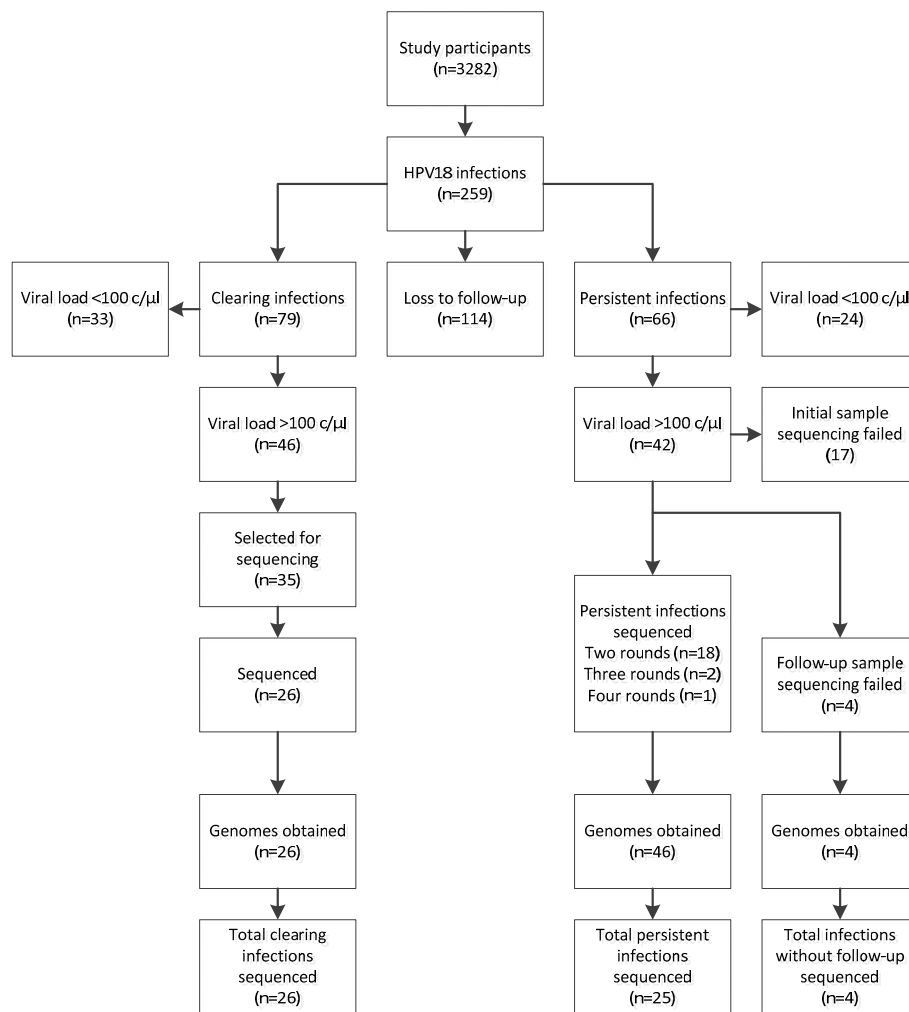 Study participants
(n=3282)
HPV18 infections
(n=259)
Viral load <100 c/µl
(n=33)
Clearing infections
(n=79)
Loss to follow-up
(n=114)
Persistent infections
(n=66)
Viral load <100 c/µl
(n=24)
Viral load >100 c/µl
(n=46)
Viral load >100 c/µl
(n=42)
Initial sample
sequencing failed
(17)
Selected for
sequencing
(n=35)
Persistent infections
sequenced
Two rounds (n=18)
Three rounds (n=2)
Four rounds (n=1)
Sequenced
(n=26)
Follow-up sample
sequencing failed
(n=4)
Genomes obtained
(n=26)
Genomes obtained
(n=46)
Genomes obtained
(n=4)
Total clearing
infections
sequenced
(n=26)
Total persistent
infections
sequenced
(n=25)
Total infections
without follow-up
sequenced
(n=4)